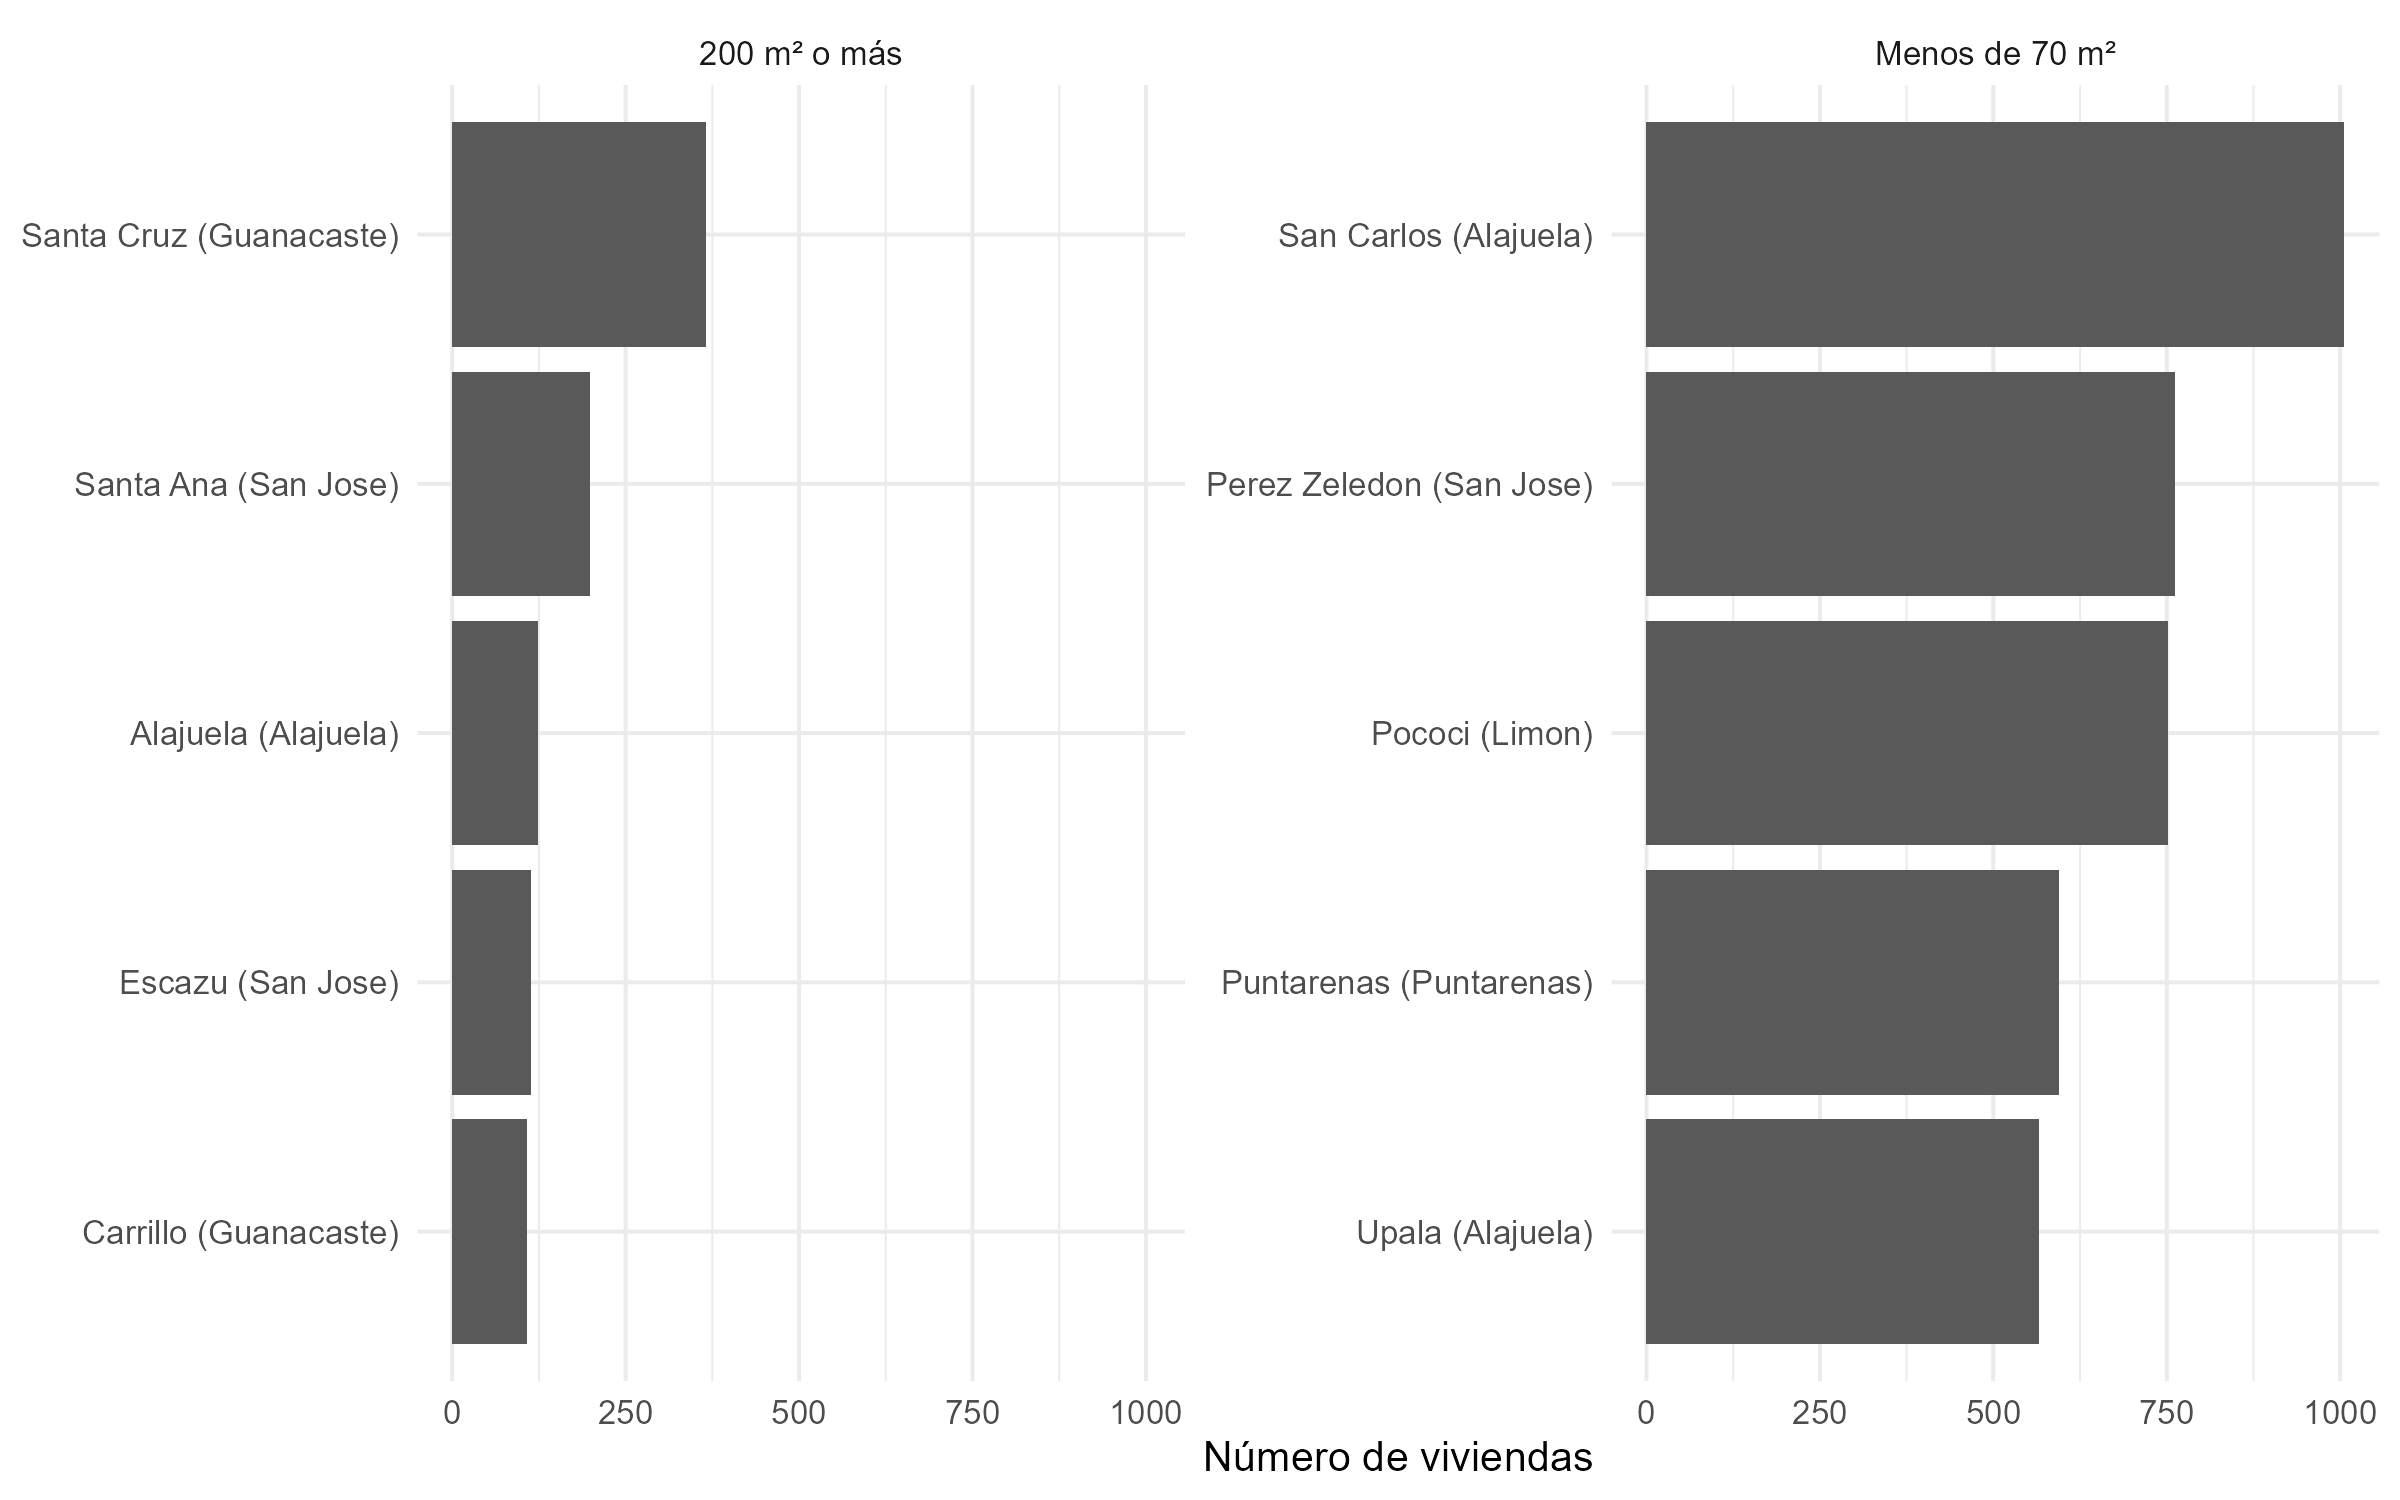 200 m² o más
Santa Cruz (Guanacaste)
Santa Ana (San Jose)
Alajuela (Alajuela)
Escazu (San Jose)
Carrillo (Guanacaste)
0 250 500 750 1000
Menos de 70 m²
San Carlos (Alajuela)
Perez Zeledon (San Jose)
Pococi (Limon)
Puntarenas (Puntarenas)
Upala (Alajuela)
0 250 500 750 1000
Número de viviendas